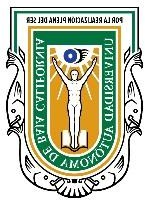 POR LA REALIZACION PLENA DEL SER
UNIVERSIDAD AUTONOMA DE BAJA CALIFORNIA